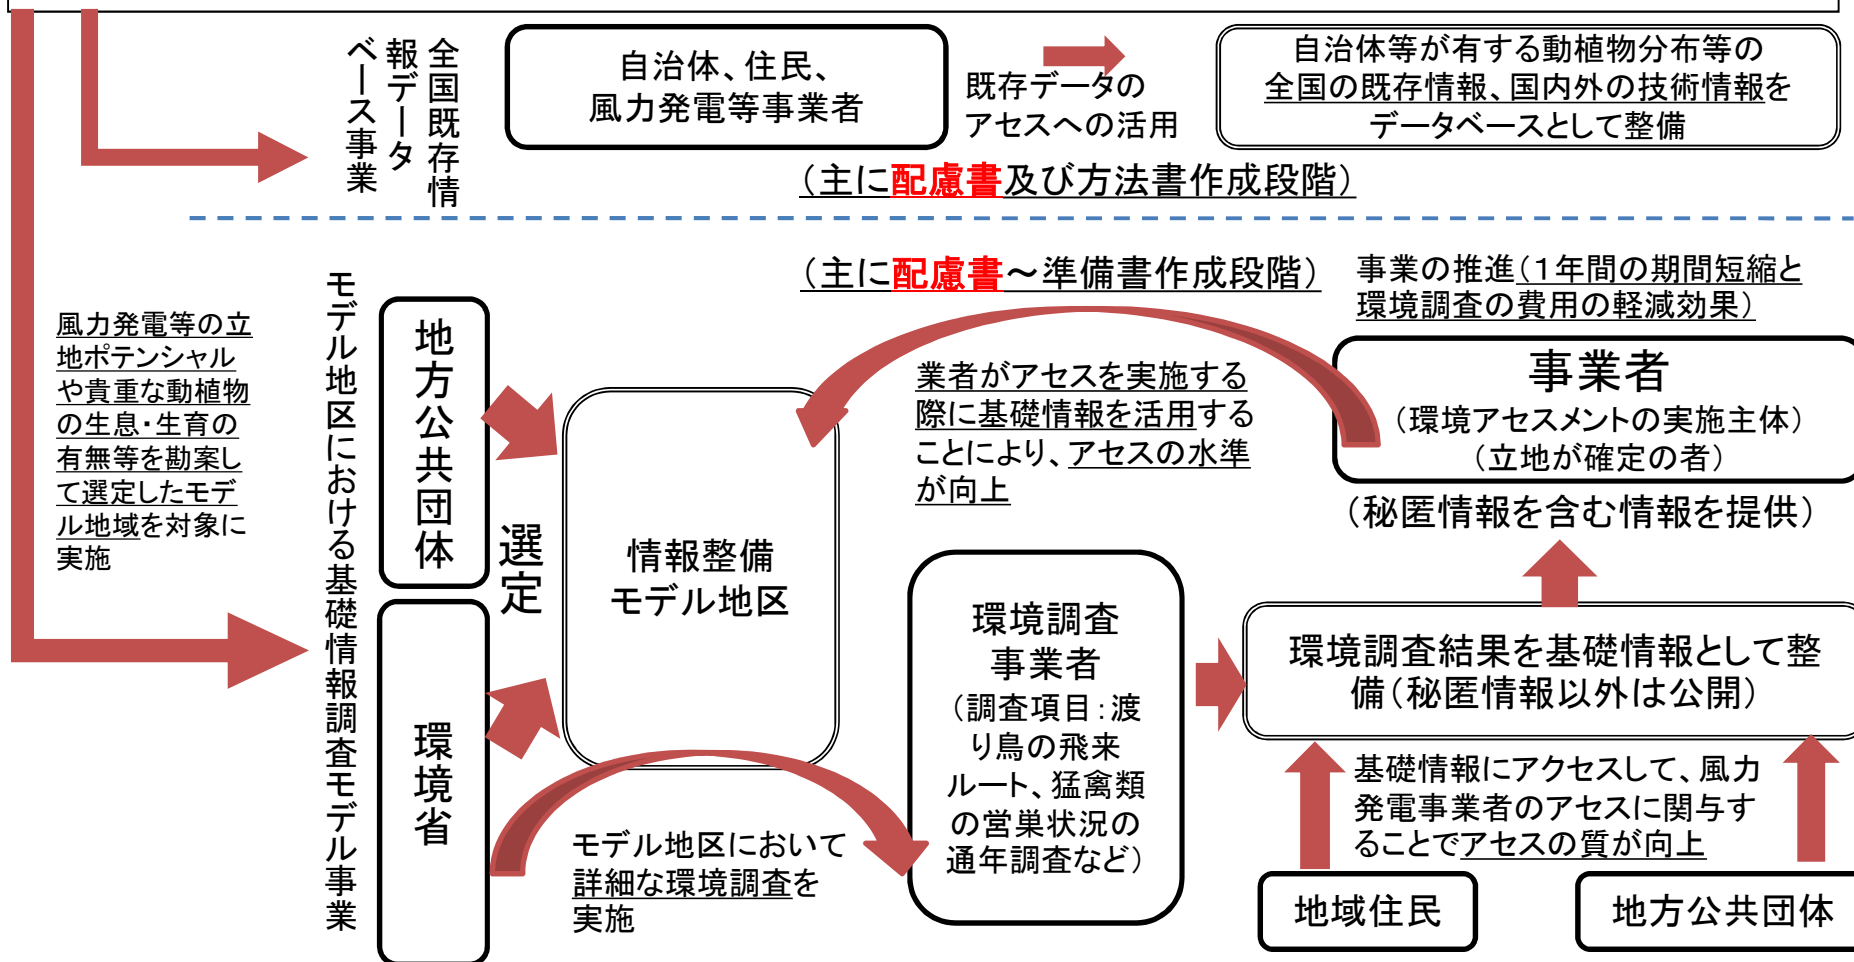 全国既存情
報データ
ベース事業
自治体、住民、
風力発電等事業者
既存データの
アセスへの活用
自治体等が有する動植物分布等の
全国の既存情報、国内外の技術情報を
データベースとして整備
（主に配慮書及び方法書作成段階）
（主に配慮書～準備書作成段階）
事業の推進（１年間の期間短縮と
環境調査の費用の軽減効果）
風力発電等の立
地ポテンシャル
や貴重な動植物
の生息・生育の
有無等を勘案し
て選定したモデ
ル地域を対象に
実施
モデル地区における基礎情報調査モデル事業
地方公共団体
環境省
選定
情報整備
モデル地区
業者がアセスを実施する
際に基礎情報を活用する
ことにより、アセスの水準
が向上
事業者
（環境アセスメントの実施主体）
（立地が確定の者）
（秘匿情報を含む情報を提供）
環境調査
事業者
（調査項目：渡
り鳥の飛来
ルート、猛禽類
の営巣状況の
通年調査など）
環境調査結果を基礎情報として整
備（秘匿情報以外は公開）
モデル地区において
詳細な環境調査を
実施
基礎情報にアクセスして、風力
発電事業者のアセスに関与す
ることでアセスの質が向上
地域住民
地方公共団体